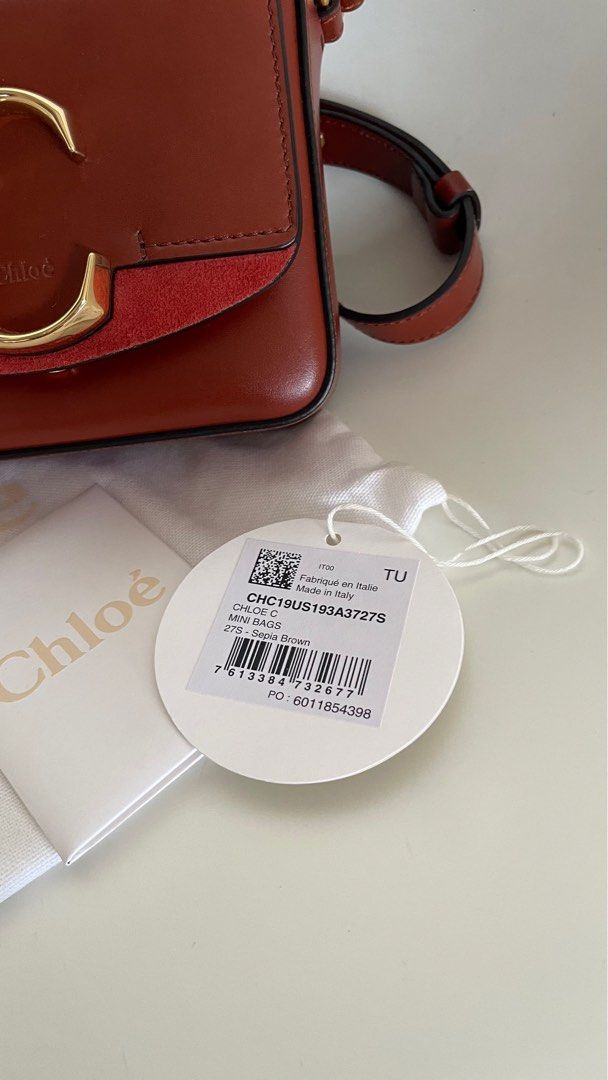 Chloé
Chloé
IT00
TU
Fabriqué en Italie
Made in Italy
CHC19US193A3727S
CHLOE C
MINI BAGS
27S - Sepia Brown
7 613384 732677
PO : 6011854398